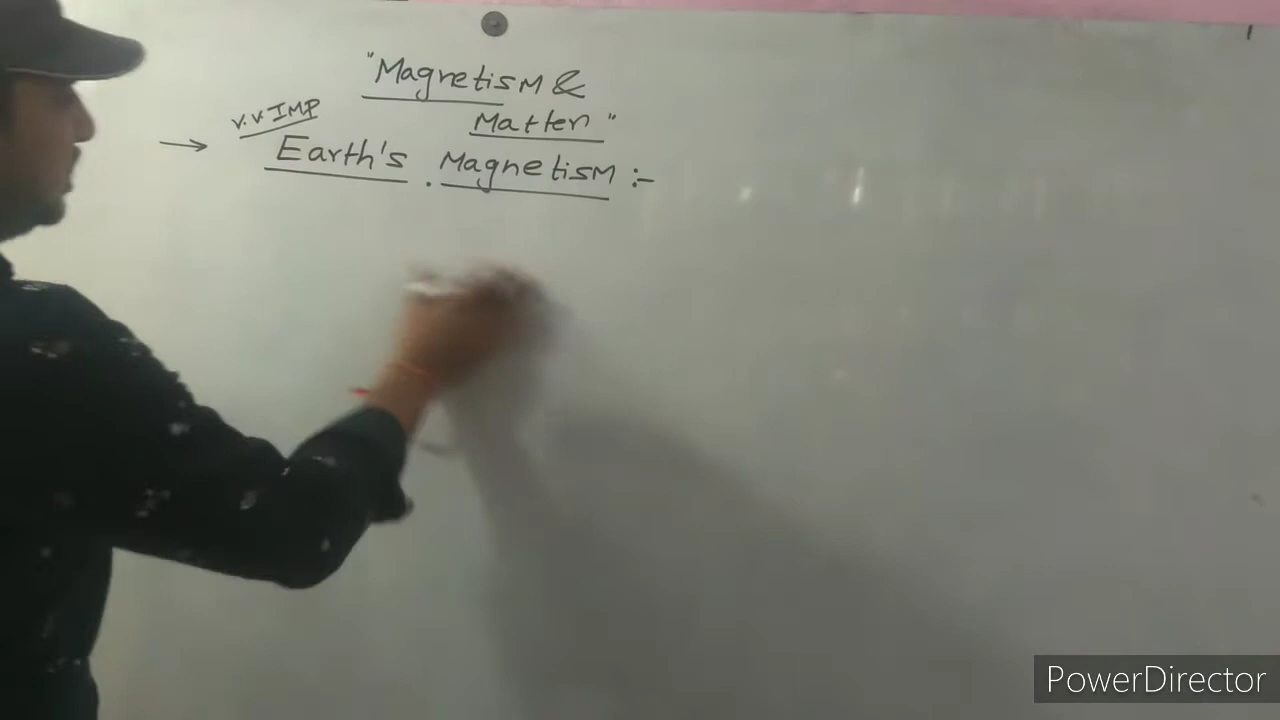 "Magnetism &
Matter"
v.v IMP
→ Earth's Magnetism :-
PowerDirector